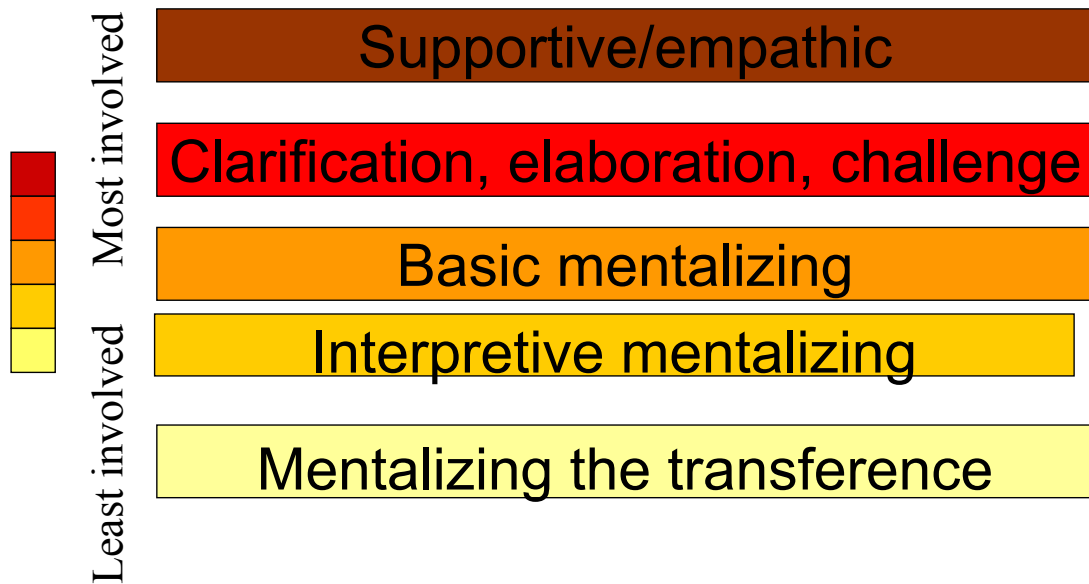 Most involved
Supportive/empathic
Clarification, elaboration, challenge
Basic mentalizing
Least involved
Interpretive mentalizing
Mentalizing the transference